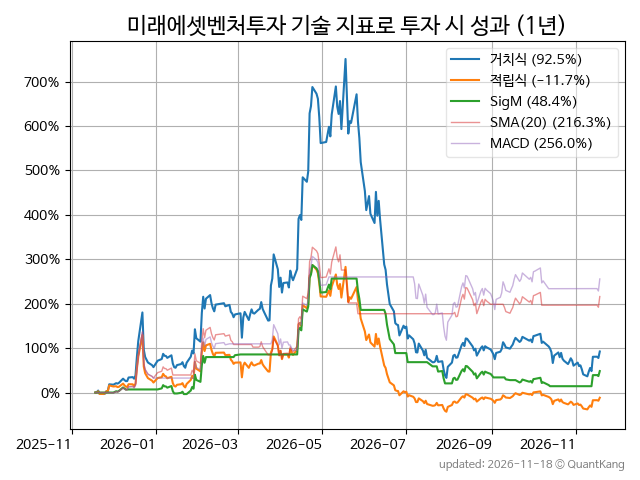 미래에셋벤처투자 기술 지표로 투자 시 성과 (1년)
거치식 (92.5%)
적립식 (-11.7%)
SigM (48.4%)
SMA(20) (216.3%)
MACD (256.0%)
700%
600%
500%
400%
300%
200%
100%
0%
2025-11 2026-01 2026-03 2026-05 2026-07 2026-09 2026-11
updated: 2026-11-18 © QuantKang